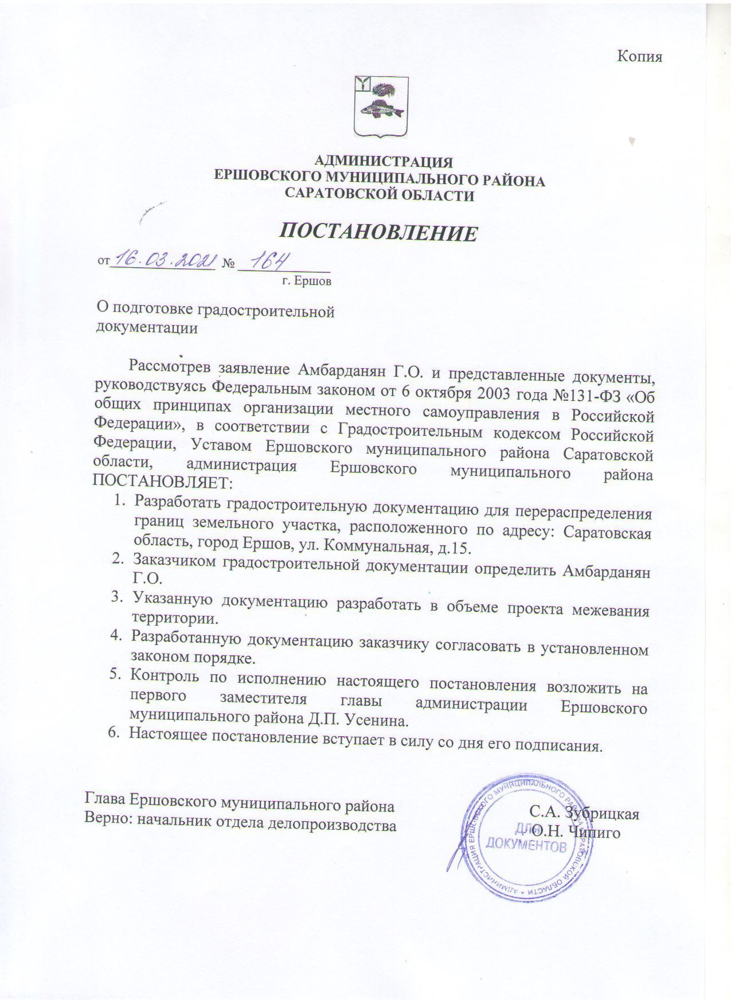 Копия
АДМИНИСТРАЦИЯ
ЕРШОВСКОГО МУНИЦИПАЛЬНОГО РАЙОНА
САРАТОВСКОЙ ОБЛАСТИ
ПОСТАНОВЛЕНИЕ
от 16.03.2021 № 164
г. Ершов
О подготовке градостроительной
документации
Рассмотрев заявление Амбарданян Г.О. и представленные документы,
руководствуясь Федеральным законом от 6 октября 2003 года №131-ФЗ «Об
общих принципах организации местного самоуправления в Российской
Федерации», в соответствии с Градостроительным кодексом Российской
Федерации, Уставом Ершовского муниципального района Саратовской
области, администрация Ершовского муниципального района
ПОСТАНОВЛЯЕТ:
1. Разработать градостроительную документацию для перераспределения
границ земельного участка, расположенного по адресу: Саратовская
область, город Ершов, ул. Коммунальная, д.15.
2. Заказчиком градостроительной документации определить Амбарданян
Г.О.
3. Указанную документацию разработать в объеме проекта межевания
территории.
4. Разработанную документацию заказчику согласовать в установленном
законом порядке.
5. Контроль по исполнению настоящего постановления возложить на
первого заместителя главы администрации Ершовского
муниципального района Д.П. Усенина.
6. Настоящее постановление вступает в силу со дня его подписания.
Глава Ершовского муниципального района С.А. Зубрицкая
Верно: начальник отдела делопроизводства О.Н. Чипиго
АДМИНИСТРАЦИЯ ЕРШОВСКОГО МУНИЦИПАЛЬНОГО РАЙОНА САРАТОВСКОЙ ОБЛАСТИ *
ДЛЯ
ДОКУМЕНТОВ